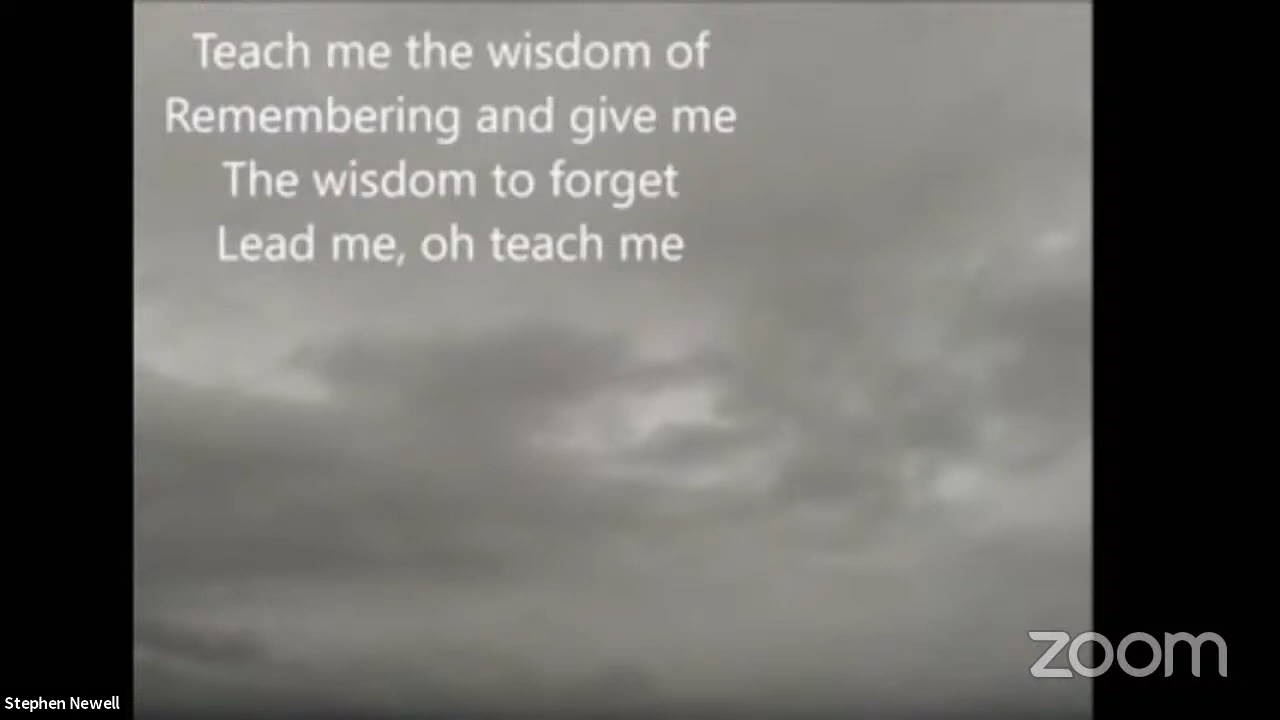 Teach me the wisdom of
Remembering and give me
The wisdom to forget
Lead me, oh teach me
zoom
Stephen Newell